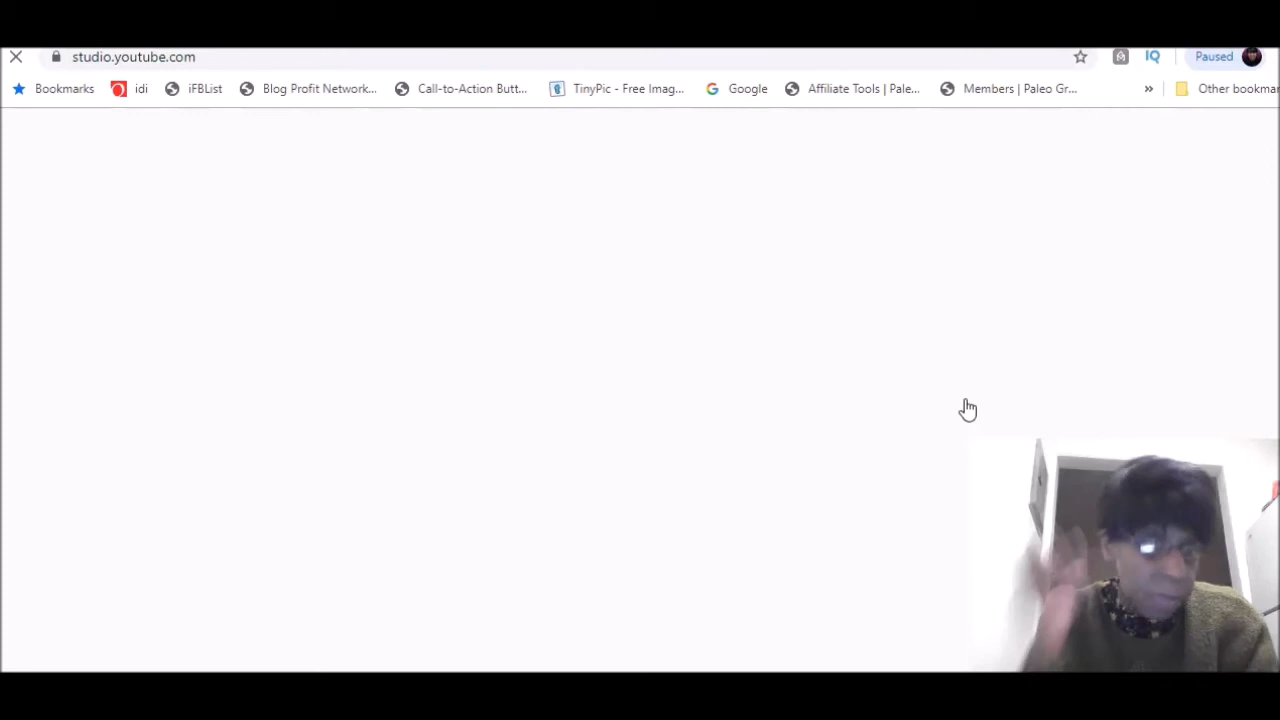 studio.youtube.com
IQ
Paused
Bookmarks idi iFBList Blog Profit Network... Call-to-Action Butt... TinyPic - Free Imag... Google Affiliate Tools | Pale... Members | Paleo Gr... » Other bookmar